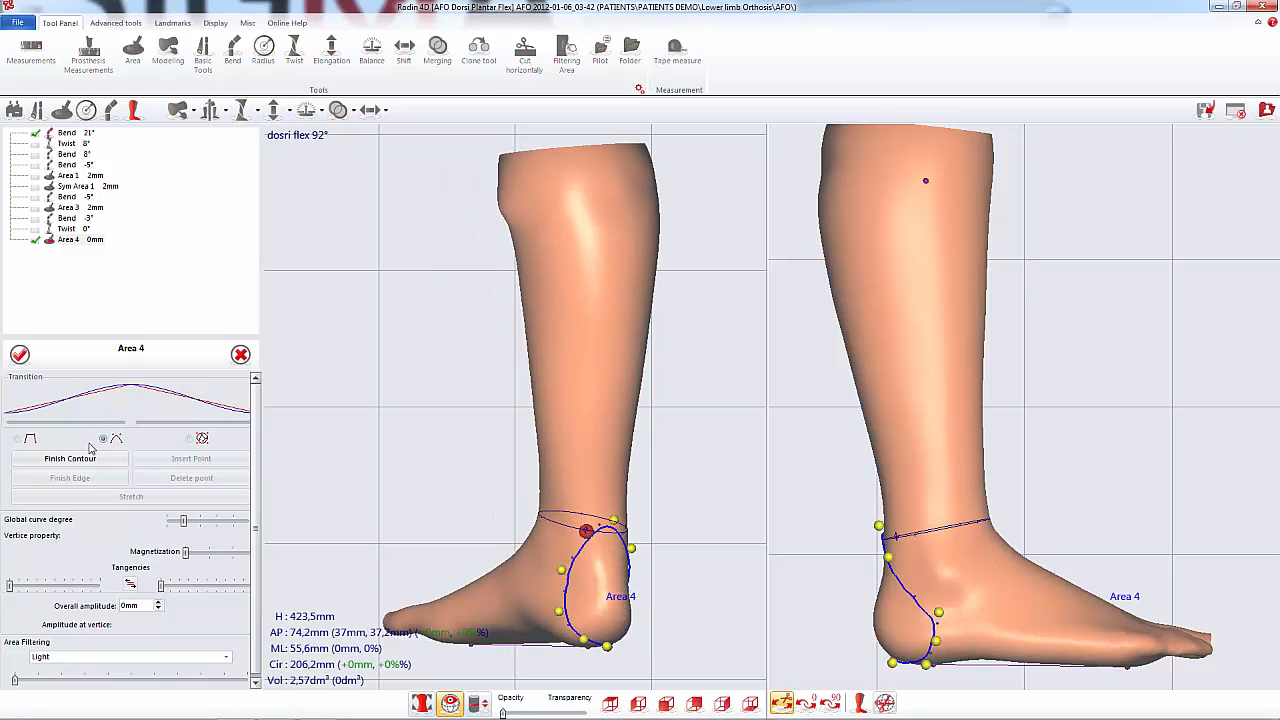 Rodin 4D [AFO Dorsi Plantar Flex] AFO 2012-01-06_03-42 (PATIENTS\PATIENTS DEMO\Lower limb Orthosis\AFO\)
File Tool Panel Advanced tools Landmarks Display Misc Online Help
Measurements Prosthesis Measurements Area Modeling Basic Tools Bend Radius Twist Elongation Balance Shift Merging Clone tool Cut horizontally Filtering Area Pilot Folder Tape measure
Tools Measurement
Bend 21°
Twist 8°
Bend 8°
Bend -5°
Area 1 2mm
Sym Area 1 2mm
Bend -5°
Area 3 2mm
Bend -3°
Twist 0°
Area 4 0mm
Area 4
Transition
Finish Contour Insert Point
Finish Edge Delete point
Stretch
Global curve degree
Vertice property:
Magnetization
Tangencies
Overall amplitude: 0mm
Amplitude at vertice:
Area Filtering
Light
dosri flex 92°
Area 4
H : 423,5mm
AP : 74,2mm (37mm, 37,2mm) (+0mm, +0%%)
ML: 55,6mm (0mm, 0%)
Cir : 206,2mm (+0mm, +0%%)
Vol : 2,57dm³ (0dm³)
Area 4
Opacity Transparency